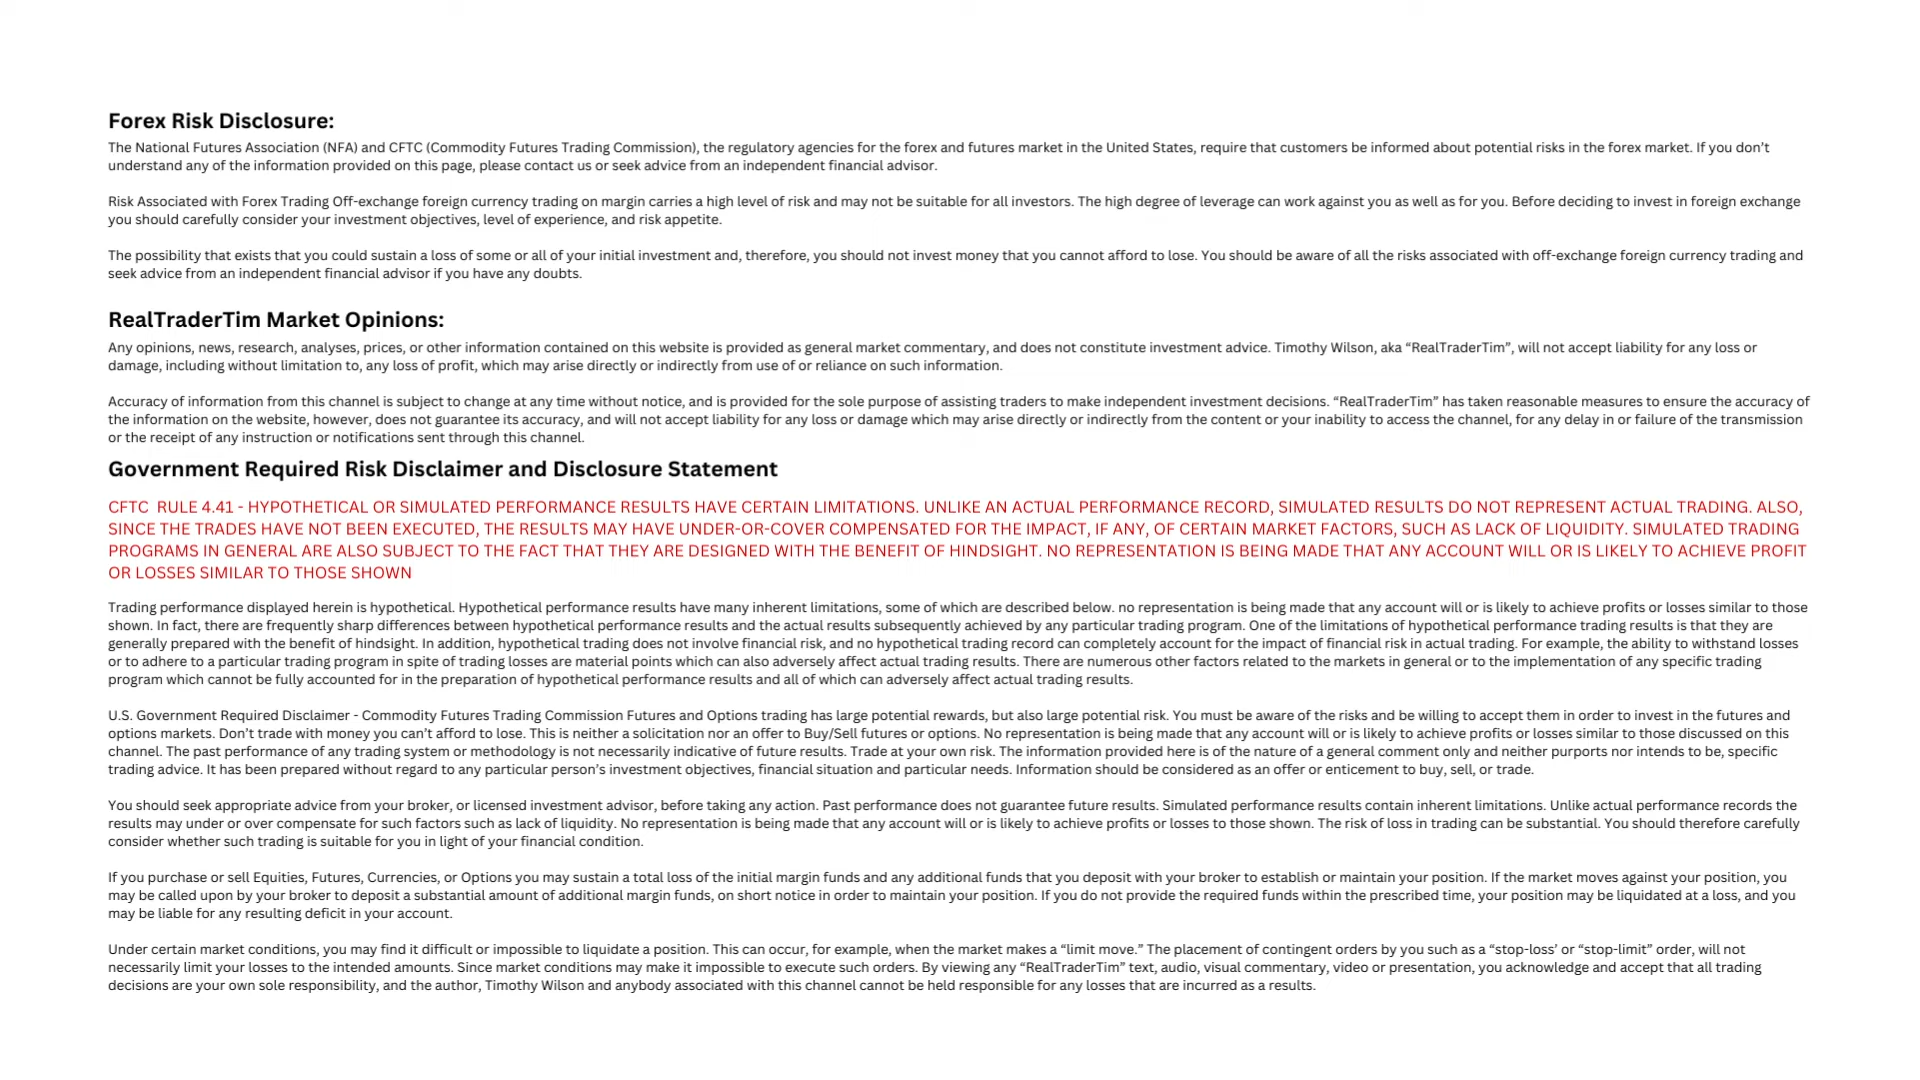 Forex Risk Disclosure:
The National Futures Association (NFA) and CFTC (Commodity Futures Trading Commission), the regulatory agencies for the forex and futures market in the United States, require that customers be informed about potential risks in the forex market. If you don’t
understand any of the information provided on this page, please contact us or seek advice from an independent financial advisor.
Risk Associated with Forex Trading Off-exchange foreign currency trading on margin carries a high level of risk and may not be suitable for all investors. The high degree of leverage can work against you as well as for you. Before deciding to invest in foreign exchange
you should carefully consider your investment objectives, level of experience, and risk appetite.
The possibility that exists that you could sustain a loss of some or all of your initial investment and, therefore, you should not invest money that you cannot afford to lose. You should be aware of all the risks associated with off-exchange foreign currency trading and
seek advice from an independent financial advisor if you have any doubts.
RealTraderTim Market Opinions:
Any opinions, news, research, analyses, prices, or other information contained on this website is provided as general market commentary, and does not constitute investment advice. Timothy Wilson, aka “RealTraderTim”, will not accept liability for any loss or
damage, including without limitation to, any loss of profit, which may arise directly or indirectly from use of or reliance on such information.
Accuracy of information from this channel is subject to change at any time without notice, and is provided for the sole purpose of assisting traders to make independent investment decisions. “RealTraderTim” has taken reasonable measures to ensure the accuracy of
the information on the website, however, does not guarantee its accuracy, and will not accept liability for any loss or damage which may arise directly or indirectly from the content or your inability to access the channel, for any delay in or failure of the transmission
or the receipt of any instruction or notifications sent through this channel.
Government Required Risk Disclaimer and Disclosure Statement
CFTC  RULE 4.41 - HYPOTHETICAL OR SIMULATED PERFORMANCE RESULTS HAVE CERTAIN LIMITATIONS. UNLIKE AN ACTUAL PERFORMANCE RECORD, SIMULATED RESULTS DO NOT REPRESENT ACTUAL TRADING. ALSO,
SINCE THE TRADES HAVE NOT BEEN EXECUTED, THE RESULTS MAY HAVE UNDER-OR-COVER COMPENSATED FOR THE IMPACT, IF ANY, OF CERTAIN MARKET FACTORS, SUCH AS LACK OF LIQUIDITY. SIMULATED TRADING
PROGRAMS IN GENERAL ARE ALSO SUBJECT TO THE FACT THAT THEY ARE DESIGNED WITH THE BENEFIT OF HINDSIGHT. NO REPRESENTATION IS BEING MADE THAT ANY ACCOUNT WILL OR IS LIKELY TO ACHIEVE PROFIT
OR LOSSES SIMILAR TO THOSE SHOWN
Trading performance displayed herein is hypothetical. Hypothetical performance results have many inherent limitations, some of which are described below. no representation is being made that any account will or is likely to achieve profits or losses similar to those
shown. In fact, there are frequently sharp differences between hypothetical performance results and the actual results subsequently achieved by any particular trading program. One of the limitations of hypothetical performance trading results is that they are
generally prepared with the benefit of hindsight. In addition, hypothetical trading does not involve financial risk, and no hypothetical trading record can completely account for the impact of financial risk in actual trading. For example, the ability to withstand losses
or to adhere to a particular trading program in spite of trading losses are material points which can also adversely affect actual trading results. There are numerous other factors related to the markets in general or to the implementation of any specific trading
program which cannot be fully accounted for in the preparation of hypothetical performance results and all of which can adversely affect actual trading results.
U.S. Government Required Disclaimer - Commodity Futures Trading Commission Futures and Options trading has large potential rewards, but also large potential risk. You must be aware of the risks and be willing to accept them in order to invest in the futures and
options markets. Don’t trade with money you can’t afford to lose. This is neither a solicitation nor an offer to Buy/Sell futures or options. No representation is being made that any account will or is likely to achieve profits or losses similar to those discussed on this
channel. The past performance of any trading system or methodology is not necessarily indicative of future results. Trade at your own risk. The information provided here is of the nature of a general comment only and neither purports nor intends to be, specific
trading advice. It has been prepared without regard to any particular person’s investment objectives, financial situation and particular needs. Information should be considered as an offer or enticement to buy, sell, or trade.
You should seek appropriate advice from your broker, or licensed investment advisor, before taking any action. Past performance does not guarantee future results. Simulated performance results contain inherent limitations. Unlike actual performance records the
results may under or over compensate for such factors such as lack of liquidity. No representation is being made that any account will or is likely to achieve profits or losses to those shown. The risk of loss in trading can be substantial. You should therefore carefully
consider whether such trading is suitable for you in light of your financial condition.
If you purchase or sell Equities, Futures, Currencies, or Options you may sustain a total loss of the initial margin funds and any additional funds that you deposit with your broker to establish or maintain your position. If the market moves against your position, you
may be called upon by your broker to deposit a substantial amount of additional margin funds, on short notice in order to maintain your position. If you do not provide the required funds within the prescribed time, your position may be liquidated at a loss, and you
may be liable for any resulting deficit in your account.
Under certain market conditions, you may find it difficult or impossible to liquidate a position. This can occur, for example, when the market makes a “limit move.” The placement of contingent orders by you such as a “stop-loss’ or “stop-limit” order, will not
necessarily limit your losses to the intended amounts. Since market conditions may make it impossible to execute such orders. By viewing any “RealTraderTim” text, audio, visual commentary, video or presentation, you acknowledge and accept that all trading
decisions are your own sole responsibility, and the author, Timothy Wilson and anybody associated with this channel cannot be held responsible for any losses that are incurred as a results.